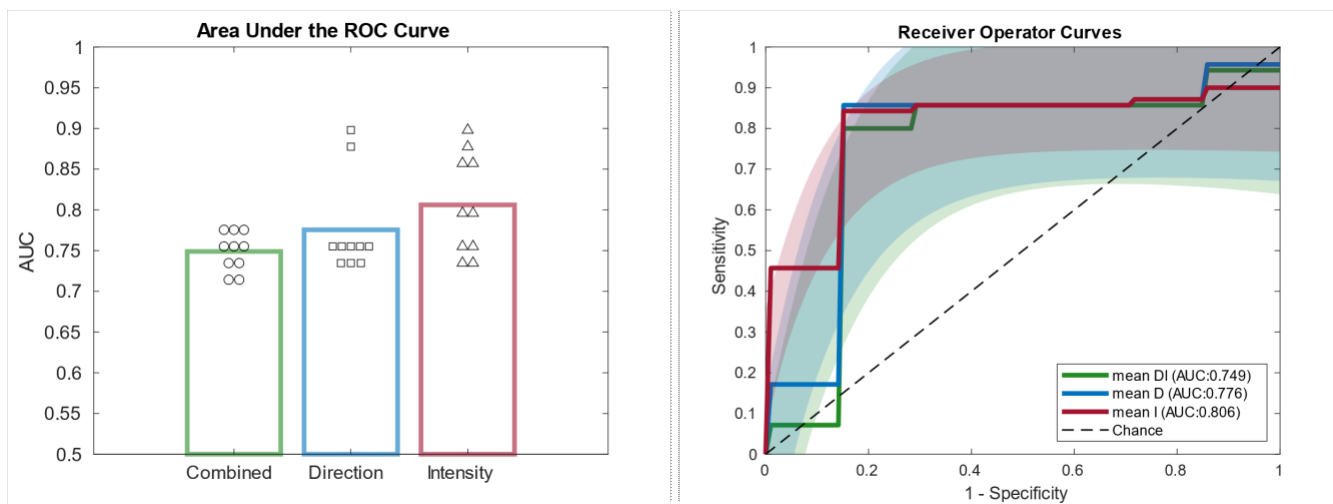 Area Under the ROC Curve
1
0.95
0.9
0.85
0.8
0.75
0.7
0.65
0.6
0.55
0.5
AUC
Combined
Direction
Intensity
Receiver Operator Curves
1
0.9
0.8
0.7
0.6
0.5
0.4
0.3
0.2
0.1
0
Sensitivity
mean DI (AUC:0.749)
mean D (AUC:0.776)
mean I (AUC:0.806)
Chance
0
0.2
0.4
0.6
0.8
1
1 - Specificity